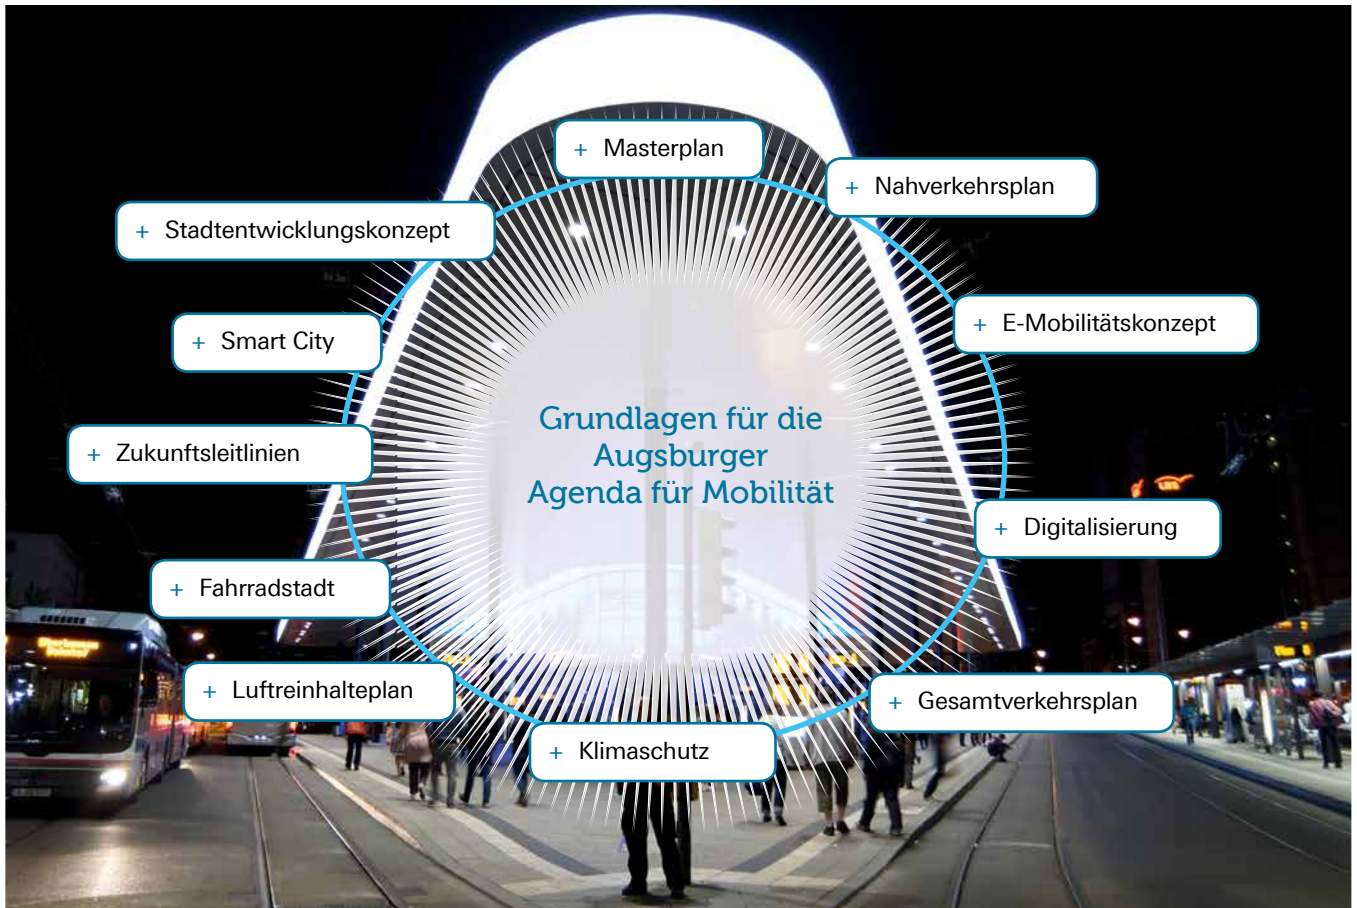 + Masterplan
+ Nahverkehrsplan
+ Stadtentwicklungskonzept
+ E-Mobilitätskonzept
+ Smart City
Grundlagen für die
Augsburger
Agenda für Mobilität
+ Zukunftsleitlinien
+ Digitalisierung
+ Fahrradstadt
+ Luftreinhalteplan
+ Gesamtverkehrsplan
+ Klimaschutz
LBS